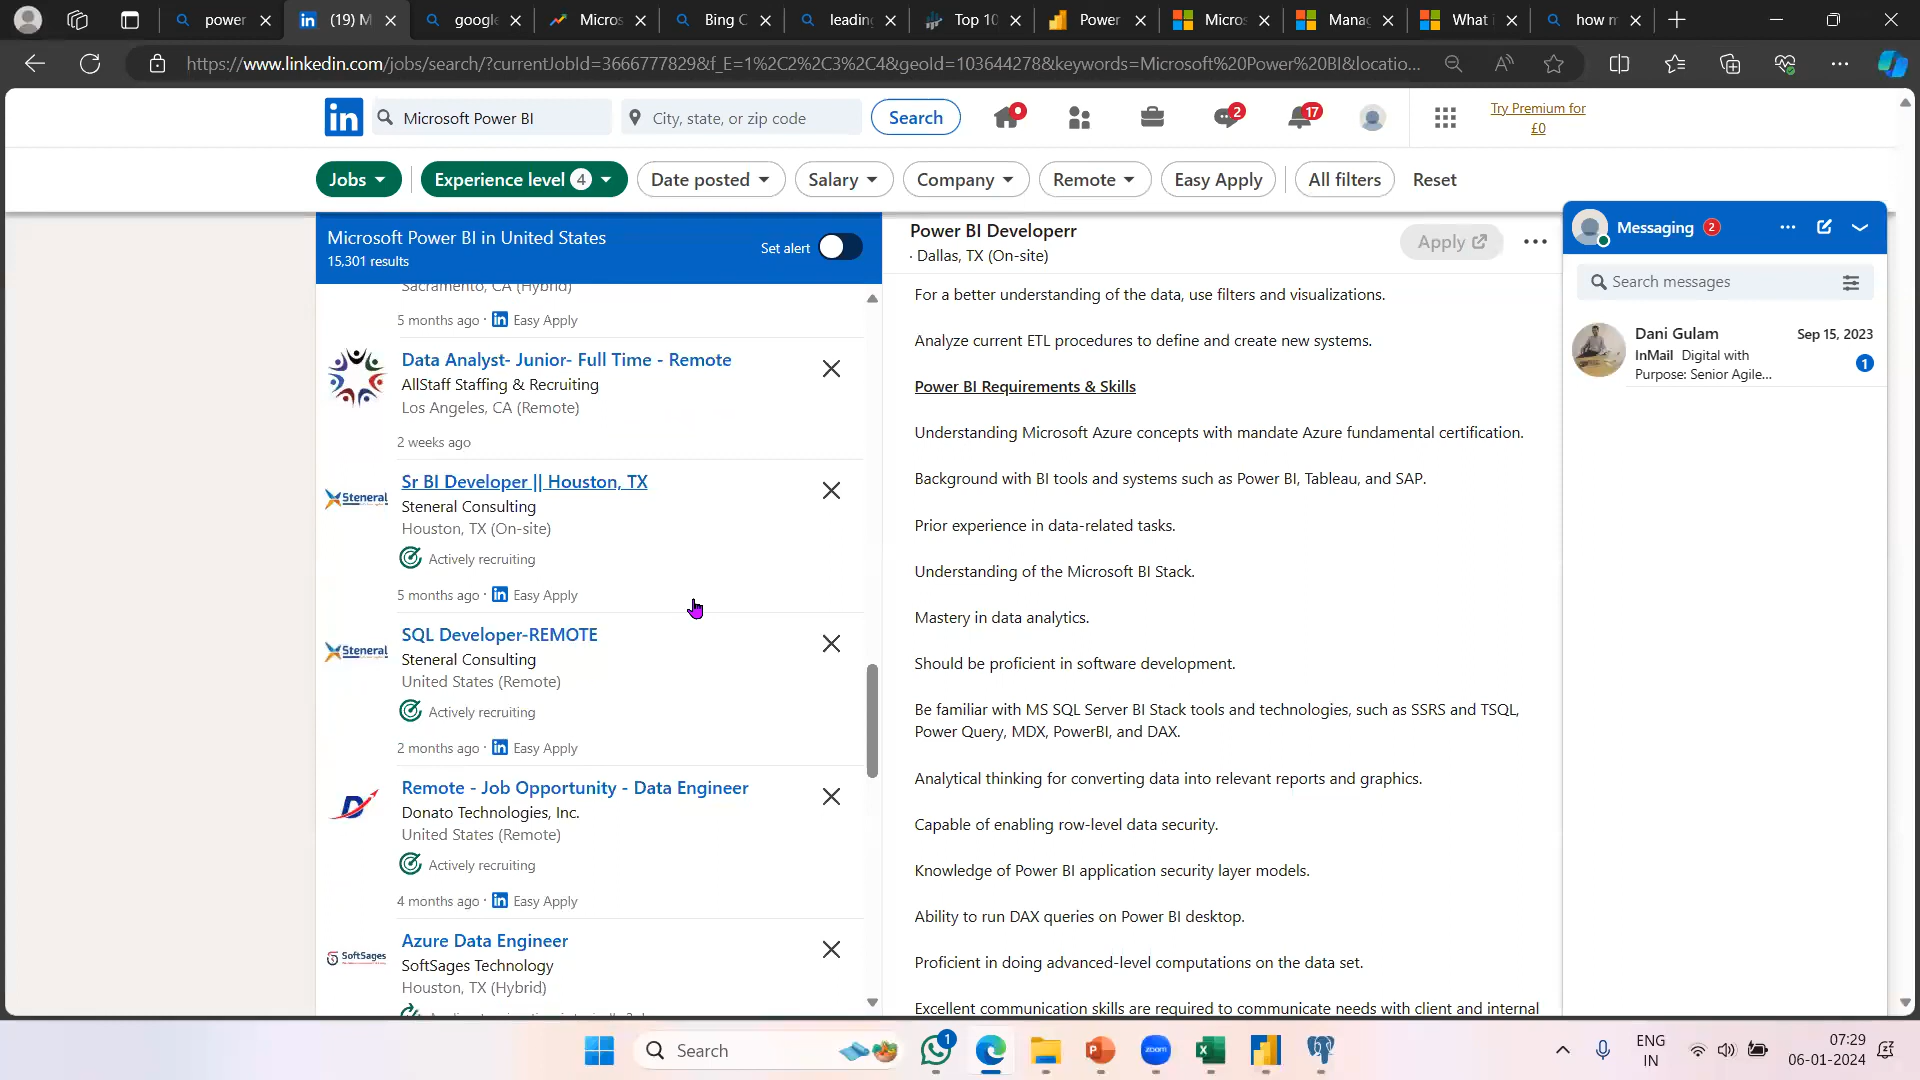 power
(19) M
google
Micros
Bing C
leading
Top 10
Power
Micros
Mana
What i
how m
https://www.linkedin.com/jobs/search/?currentJobId=3666777829&f_E=1%2C2%2C3%2C4&geoId=103644278&keywords=Microsoft%20Power%20BI&locatio...
in
Microsoft Power BI
City, state, or zip code
Search
2
17
Try Premium for
£0
Jobs
Experience level 4
Date posted
Salary
Company
Remote
Easy Apply
All filters
Reset
Microsoft Power BI in United States
15,301 results
Set alert
Sacramento, CA (Hybrid)
5 months ago · in Easy Apply
Data Analyst- Junior- Full Time - Remote
AllStaff Staffing & Recruiting
Los Angeles, CA (Remote)
2 weeks ago
Steneral
Sr BI Developer || Houston, TX
Steneral Consulting
Houston, TX (On-site)
Actively recruiting
5 months ago · in Easy Apply
Steneral
SQL Developer-REMOTE
Steneral Consulting
United States (Remote)
Actively recruiting
2 months ago · in Easy Apply
Remote - Job Opportunity - Data Engineer
Donato Technologies, Inc.
United States (Remote)
Actively recruiting
4 months ago · in Easy Apply
SoftSages
Azure Data Engineer
SoftSages Technology
Houston, TX (Hybrid)
Power BI Developerr
· Dallas, TX (On-site)
Apply
For a better understanding of the data, use filters and visualizations.
Analyze current ETL procedures to define and create new systems.
Power BI Requirements & Skills
Understanding Microsoft Azure concepts with mandate Azure fundamental certification.
Background with BI tools and systems such as Power BI, Tableau, and SAP.
Prior experience in data-related tasks.
Understanding of the Microsoft BI Stack.
Mastery in data analytics.
Should be proficient in software development.
Be familiar with MS SQL Server BI Stack tools and technologies, such as SSRS and TSQL,
Power Query, MDX, PowerBI, and DAX.
Analytical thinking for converting data into relevant reports and graphics.
Capable of enabling row-level data security.
Knowledge of Power BI application security layer models.
Ability to run DAX queries on Power BI desktop.
Proficient in doing advanced-level computations on the data set.
Excellent communication skills are required to communicate needs with client and internal
Messaging 2
Search messages
Dani Gulam
Sep 15, 2023
InMail Digital with
Purpose: Senior Agile...
1
Search
1
zoom
ENG
IN
07:29
06-01-2024